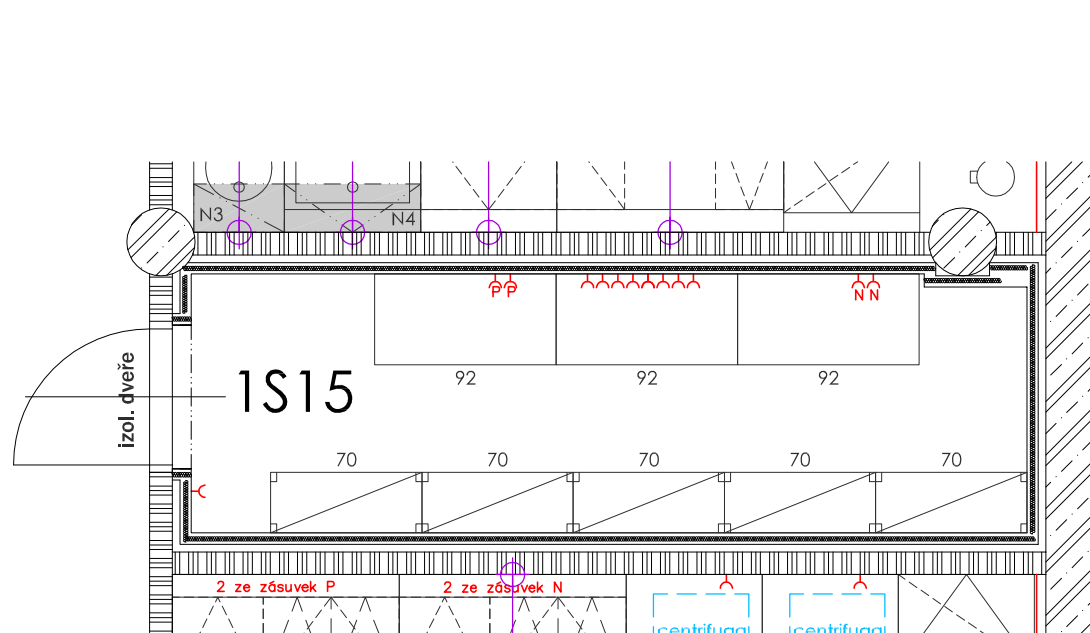 N3
N4
P P
N N
92
92
92
izol. dveře
1S15
70
70
70
70
70
2 ze zásuvek P
2 ze zásuvek N
centrifuga
centrifuga